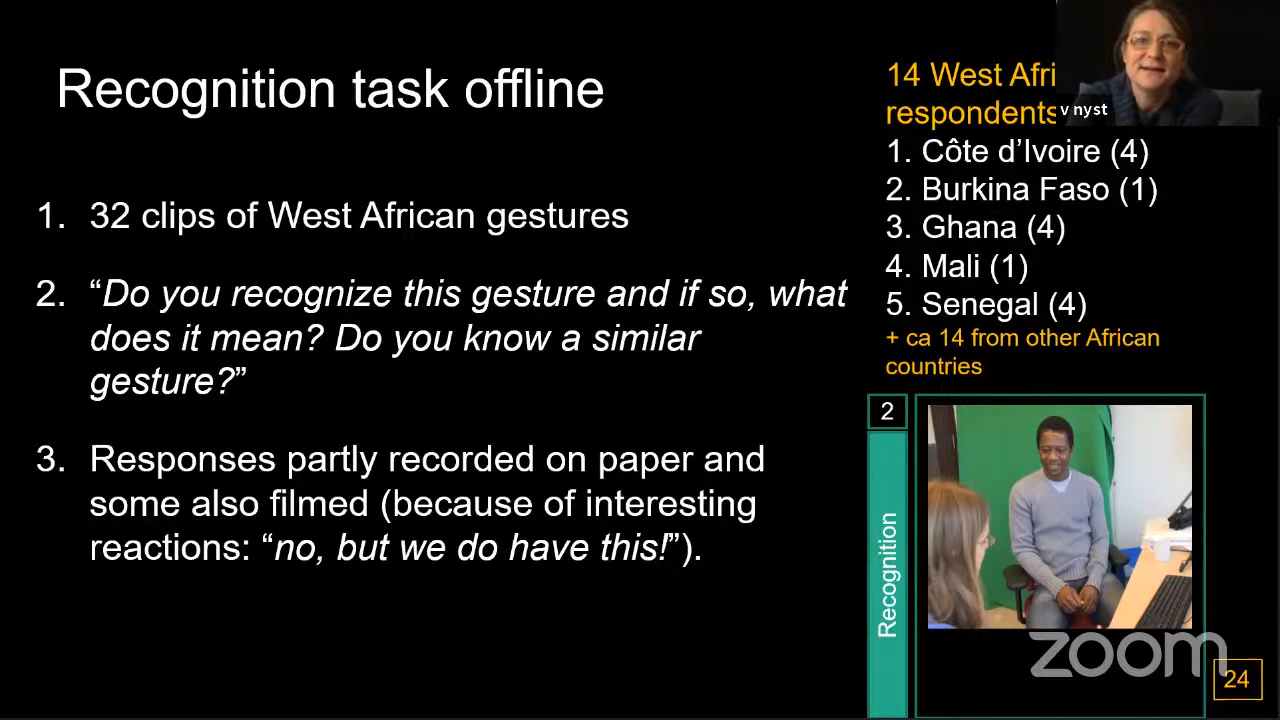 Recognition task offline
1. 32 clips of West African gestures
2. “Do you recognize this gesture and if so, what
does it mean? Do you know a similar
gesture?”
3. Responses partly recorded on paper and
some also filmed (because of interesting
reactions: “no, but we do have this!”).
14 West Afri
respondents
v nyst
1. Côte d’Ivoire (4)
2. Burkina Faso (1)
3. Ghana (4)
4. Mali (1)
5. Senegal (4)
+ ca 14 from other African
countries
2
Recognition
zoom
24